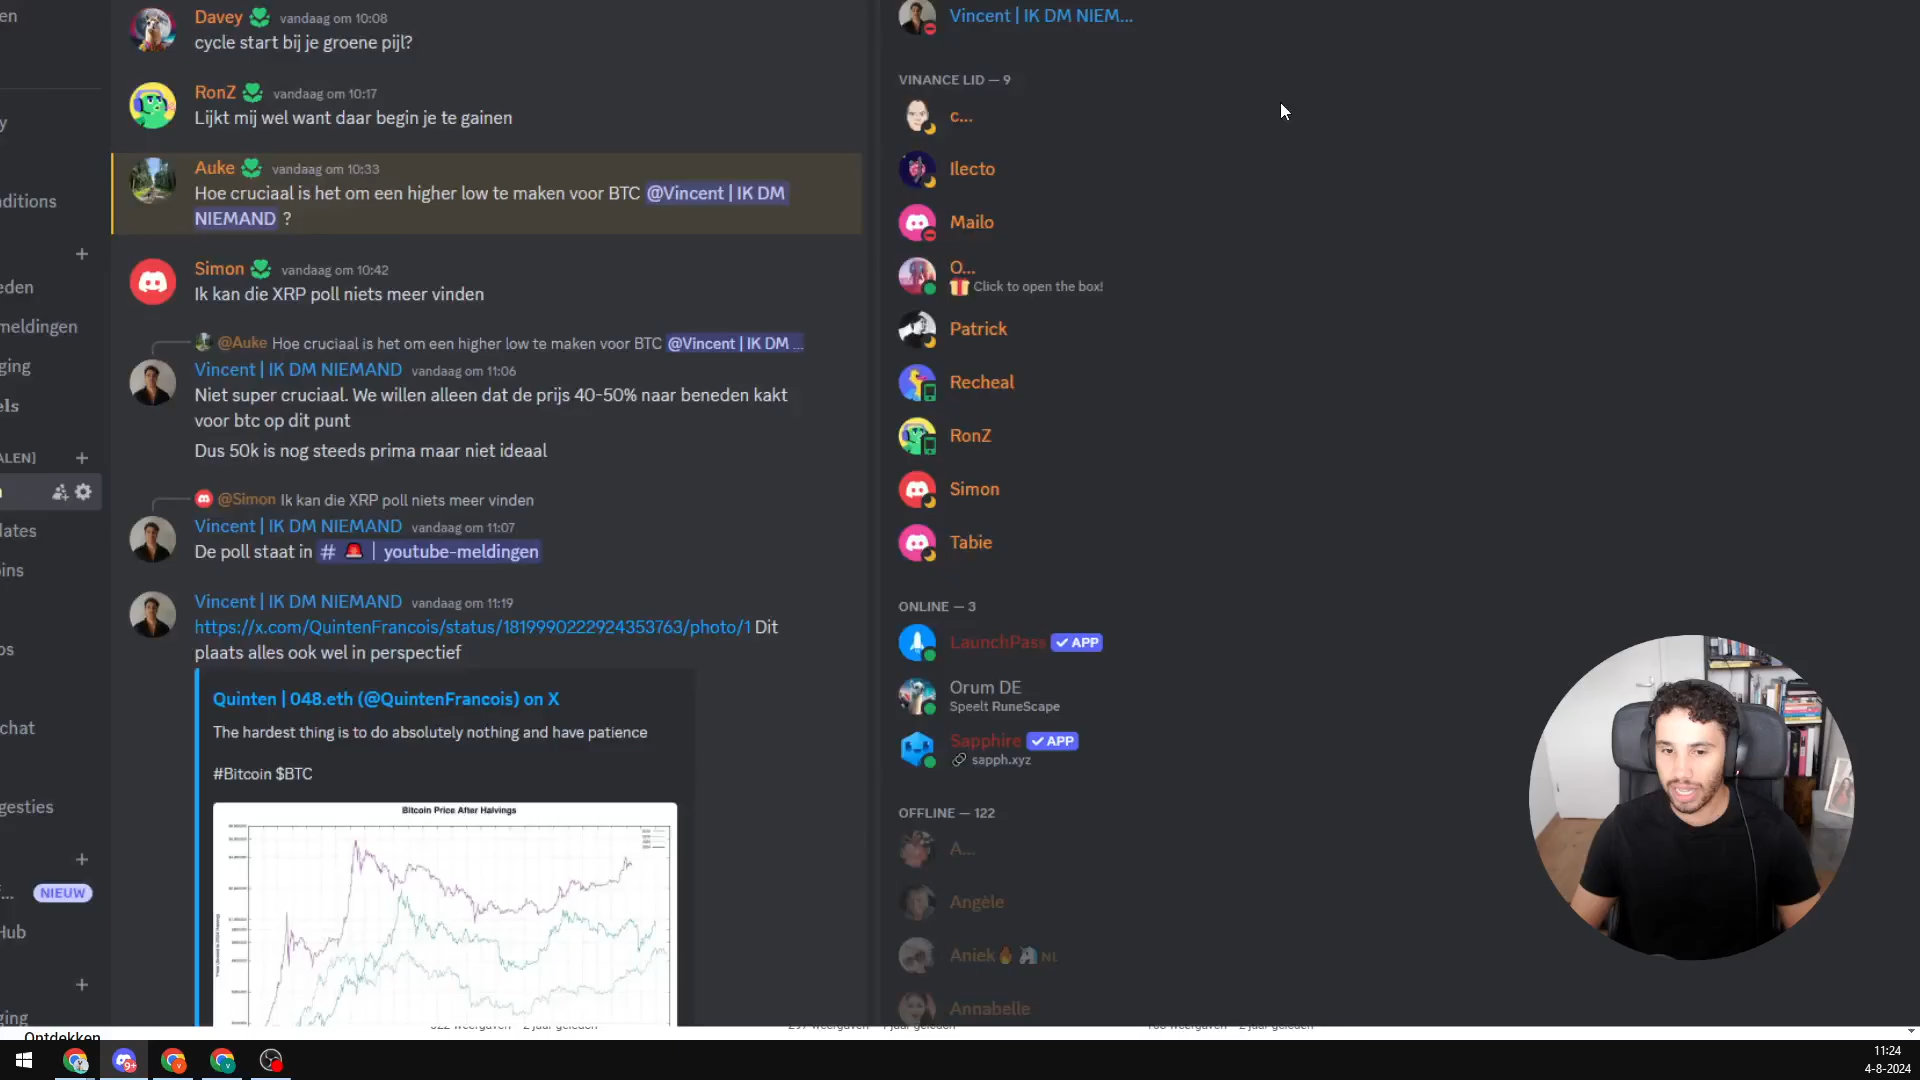 en
y
ditions
eden
meldingen
ging
els
ALEN]
lates
oins
os
chat
gesties
NIEUW
Hub
ging
Ontdekken
Davey vandaag om 10:08
cycle start bij je groene pijl?
RonZ vandaag om 10:17
Lijkt mij wel want daar begin je te gainen
Auke vandaag om 10:33
Hoe cruciaal is het om een higher low te maken voor BTC @Vincent | IK DM
NIEMAND ?
Simon vandaag om 10:42
Ik kan die XRP poll niets meer vinden
@Auke Hoe cruciaal is het om een higher low te maken voor BTC @Vincent | IK DM ...
Vincent | IK DM NIEMAND vandaag om 11:06
Niet super cruciaal. We willen alleen dat de prijs 40-50% naar beneden kakt
voor btc op dit punt
Dus 50k is nog steeds prima maar niet ideaal
@Simon Ik kan die XRP poll niets meer vinden
Vincent | IK DM NIEMAND vandaag om 11:07
De poll staat in # 🚨 | youtube-meldingen
Vincent | IK DM NIEMAND vandaag om 11:19
https://x.com/QuintenFrancois/status/1819990222924353763/photo/1 Dit
plaats alles ook wel in perspectief
Quinten | 048.eth (@QuintenFrancois) on X
The hardest thing is to do absolutely nothing and have patience
#Bitcoin $BTC
Bitcoin Price After Halvings
Vincent | IK DM NIEM...
VINANCE LID — 9
c...
Ilecto
Mailo
O...
Click to open the box!
Patrick
Recheal
RonZ
Simon
Tabie
ONLINE — 3
LaunchPass ✓ APP
Orum DE
Speelt RuneScape
Sapphire ✓ APP
sapph.xyz
OFFLINE — 122
A...
Angèle
Aniek🔥 🦄 NL
Annabelle
9+
11:24
4-8-2024